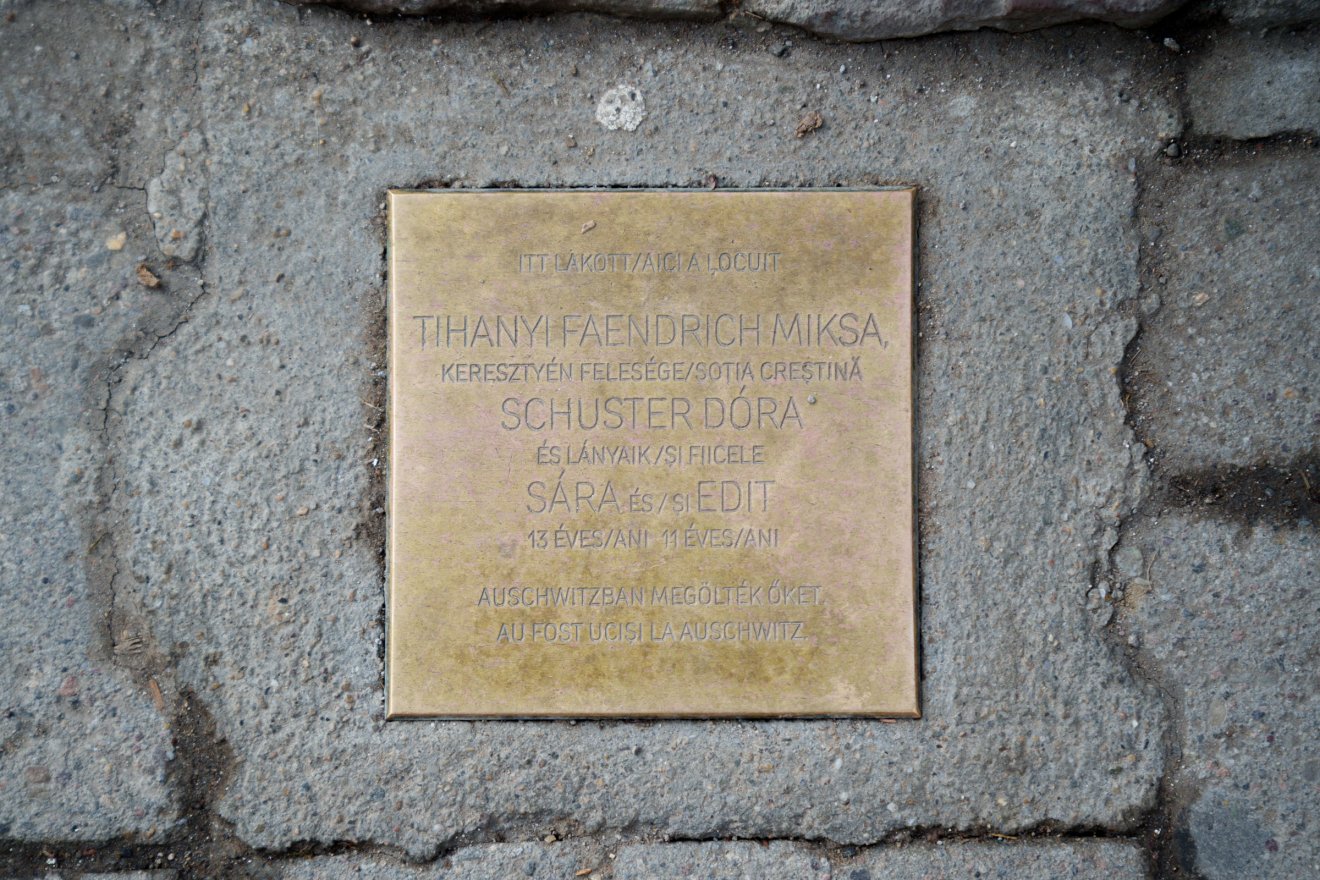 ITT LAKOTT/AICI A LOCUIT
TIHANYI FAENDRICH MIKSA,
KERESZTYÉN FELESÉGE/SOTIA CREȘTINĂ
SCHUSTER DÓRA
ÉS LÁNYAIK/ȘI FIICELE
SÁRA ÉS/ȘI EDIT
13 ÉVES/ANI 11 ÉVES/ANI
AUSCHWITZBAN MEGÖLTÉK ŐKET.
AU FOST UCIȘI LA AUSCHWITZ.